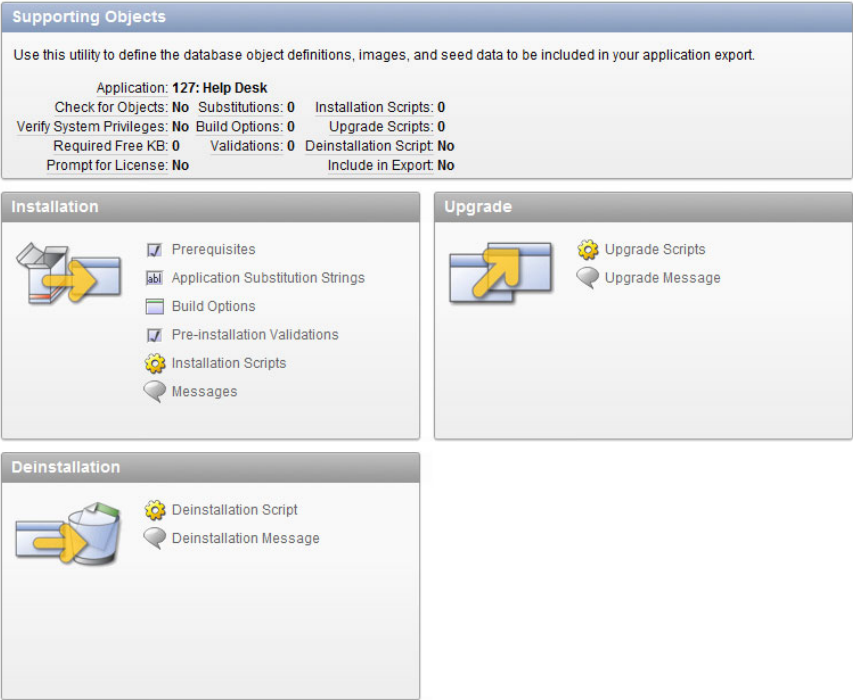 Supporting Objects
Use this utility to define the database object definitions, images, and seed data to be included in your application export.
Application: 127: Help Desk
Check for Objects: No Substitutions: 0 Installation Scripts: 0
Verify System Privileges: No Build Options: 0 Upgrade Scripts: 0
Required Free KB: 0 Validations: 0 Deinstallation Script: No
Prompt for License: No Include in Export: No
Installation
Prerequisites
abl Application Substitution Strings
Build Options
Pre-installation Validations
Installation Scripts
Messages
Upgrade
Upgrade Scripts
Upgrade Message
Deinstallation
Deinstallation Script
Deinstallation Message